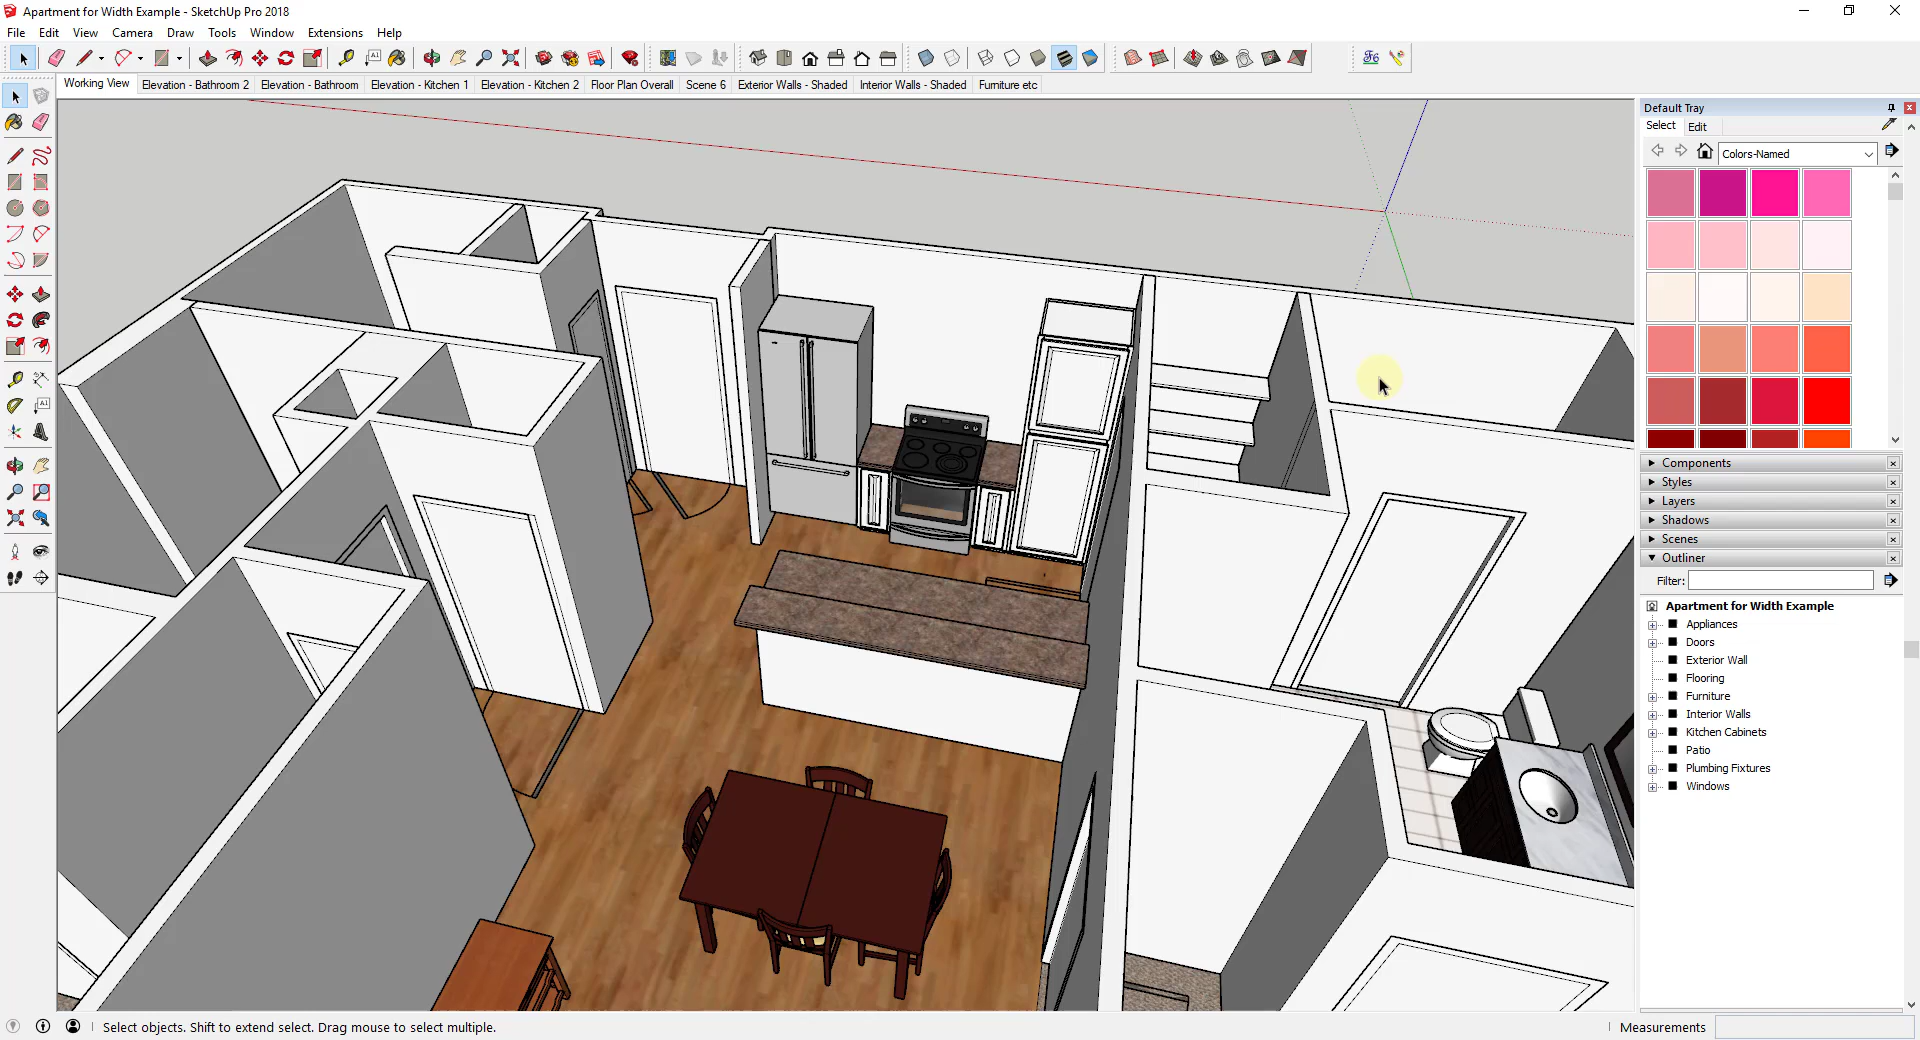 Apartment for Width Example - SketchUp Pro 2018
File Edit View Camera Draw Tools Window Extensions Help
Working View Elevation - Bathroom 2 Elevation - Bathroom Elevation - Kitchen 1 Elevation - Kitchen 2 Floor Plan Overall Scene 6 Exterior Walls - Shaded Interior Walls - Shaded Furniture etc
Default Tray
Select Edit
Colors-Named
Components
Styles
Layers
Shadows
Scenes
Outliner
Filter:
Apartment for Width Example
Appliances
Doors
Exterior Wall
Flooring
Furniture
Interior Walls
Kitchen Cabinets
Patio
Plumbing Fixtures
Windows
Select objects. Shift to extend select. Drag mouse to select multiple.
Measurements